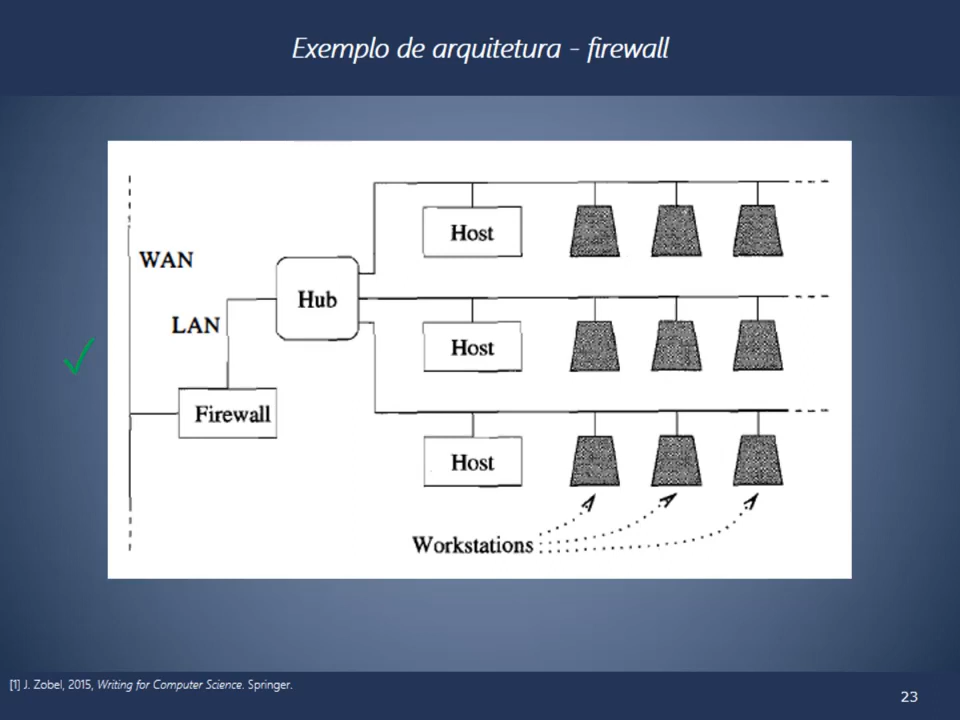 Exemplo de arquitetura - firewall
WAN
Host
Hub
LAN
Host
Firewall
Host
Workstations
[1] J. Zobel, 2015, Writing for Computer Science. Springer.
23